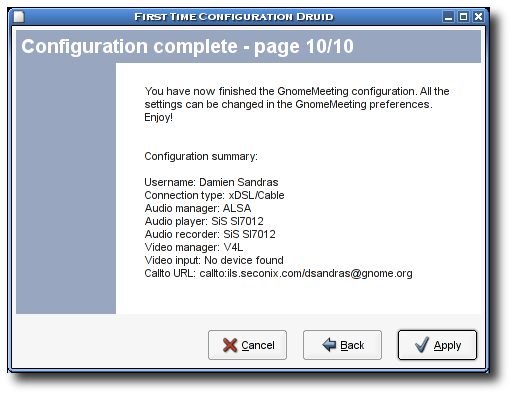 First Time Configuration Druid
Configuration complete - page 10/10
You have now finished the GnomeMeeting configuration. All the
settings can be changed in the GnomeMeeting preferences.
Enjoy!
Configuration summary:
Username: Damien Sandras
Connection type: xDSL/Cable
Audio manager: ALSA
Audio player: SiS SI7012
Audio recorder: SiS SI7012
Video manager: V4L
Video input: No device found
Callto URL: callto:ils.seconix.com/dsandras@gnome.org
Cancel
Back
Apply